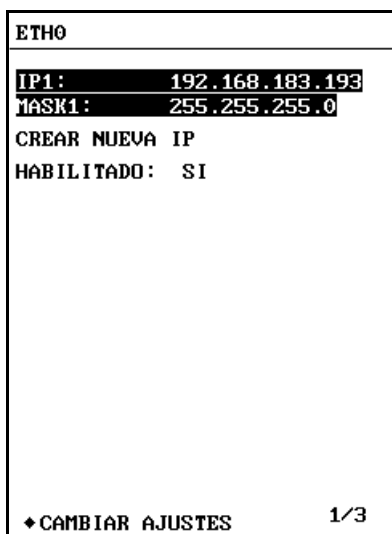 ETH0
IP1: 192.168.183.193
MASK1: 255.255.255.0
CREAR NUEVA IP
HABILITADO: SI
◆CAMBIAR AJUSTES 1/3